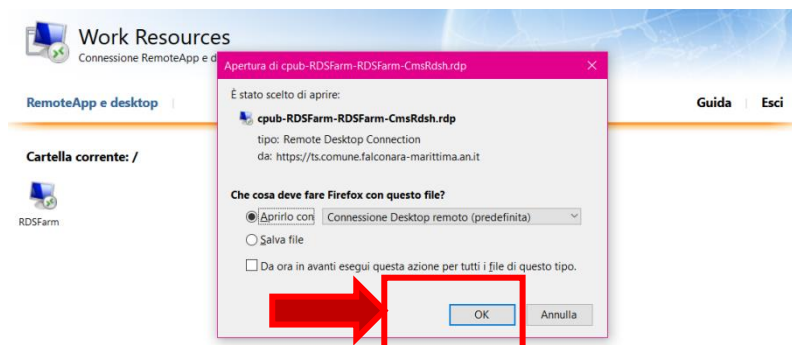 Work Resources
Connessione RemoteApp e d
Apertura di cpub-RDSFarm-RDSFarm-CmsRdsh.rdp
RemoteApp e desktop
Guida
Esci
È stato scelto di aprire:
cpub-RDSFarm-RDSFarm-CmsRdsh.rdp
tipo: Remote Desktop Connection
da: https://ts.comune.falconara-marittima.an.it
Cartella corrente: /
RDSFarm
Che cosa deve fare Firefox con questo file?
Aprirlo con Connessione Desktop remoto (predefinita)
Salva file
Da ora in avanti esegui questa azione per tutti i file di questo tipo.
OK
Annulla